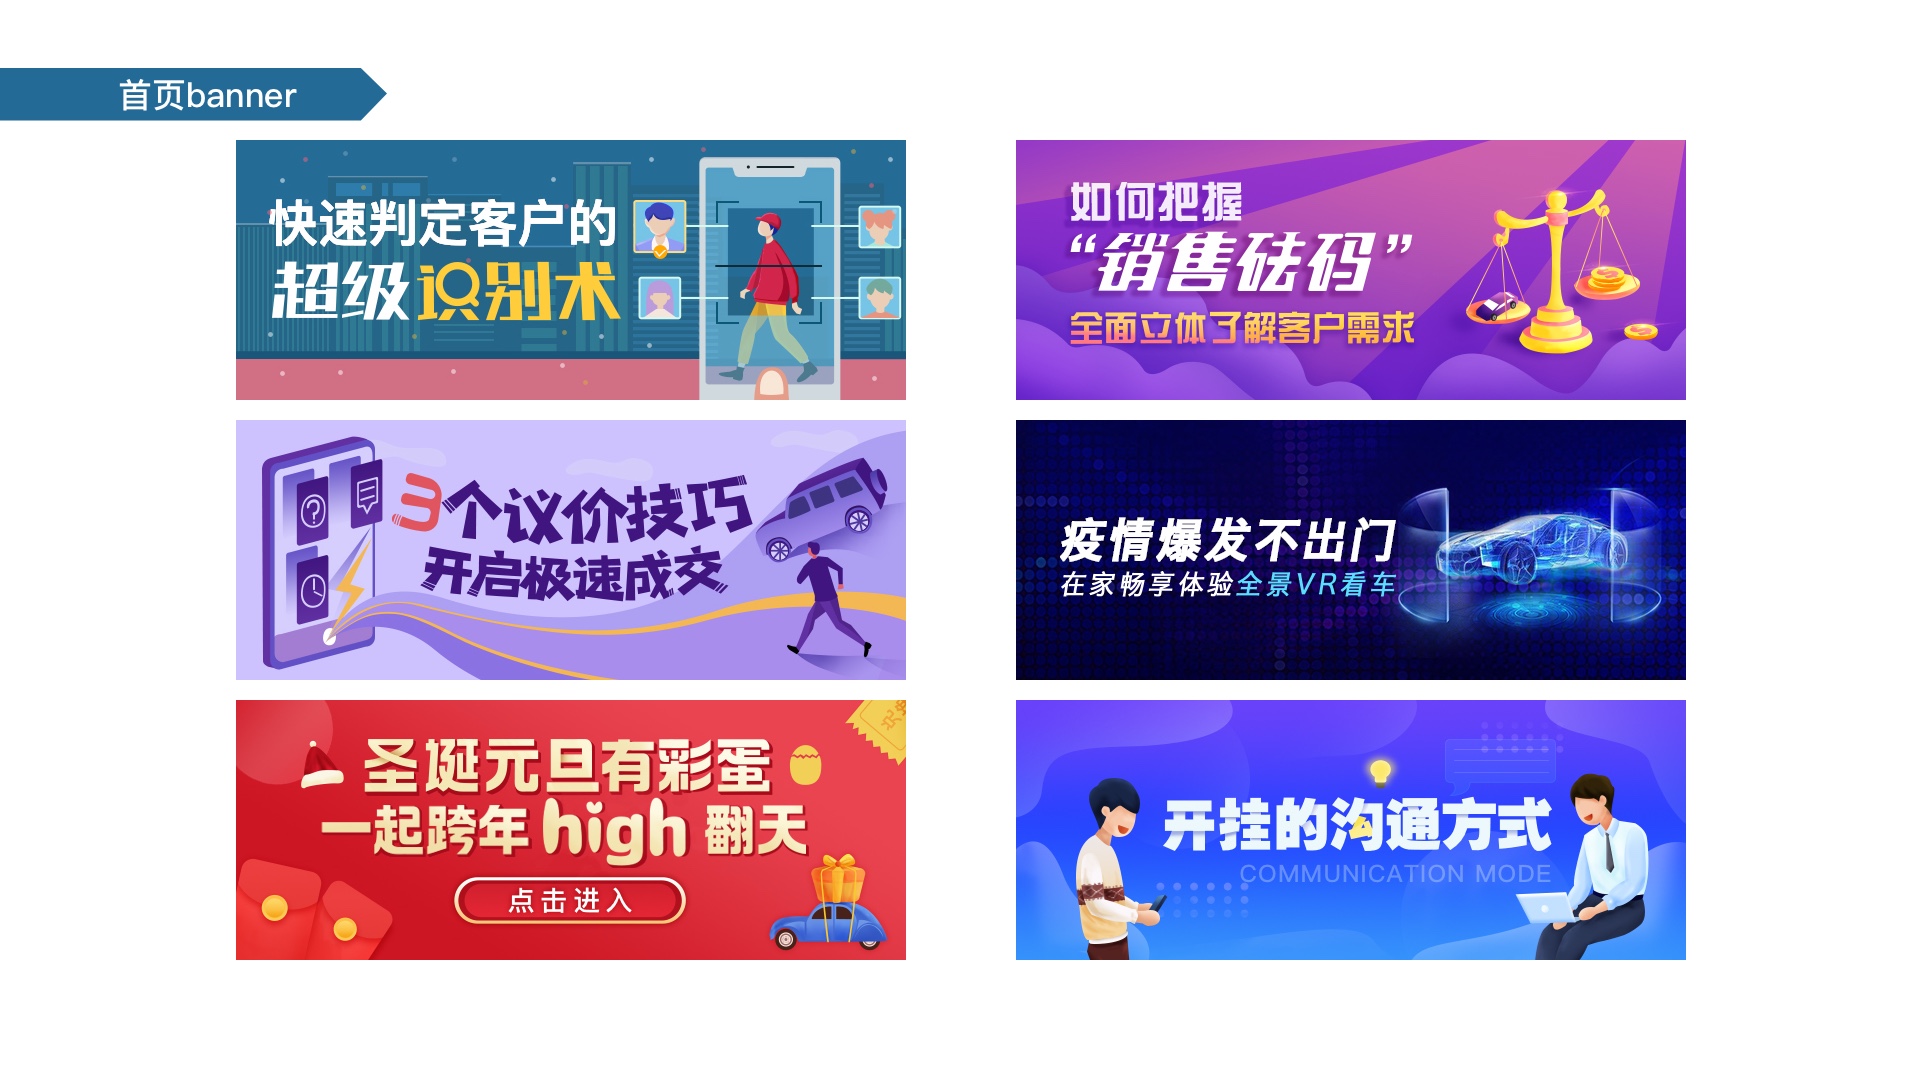 首页banner
快速判定客户的
超级识别术
如何把握
“销售砝码”
全面立体了解客户需求
3个议价技巧
开启极速成交
疫情爆发不出门
在家畅享体验全景VR看车
圣诞元旦有彩蛋
一起跨年high翻天
点击进入
开挂的沟通方式
COMMUNICATION MODE